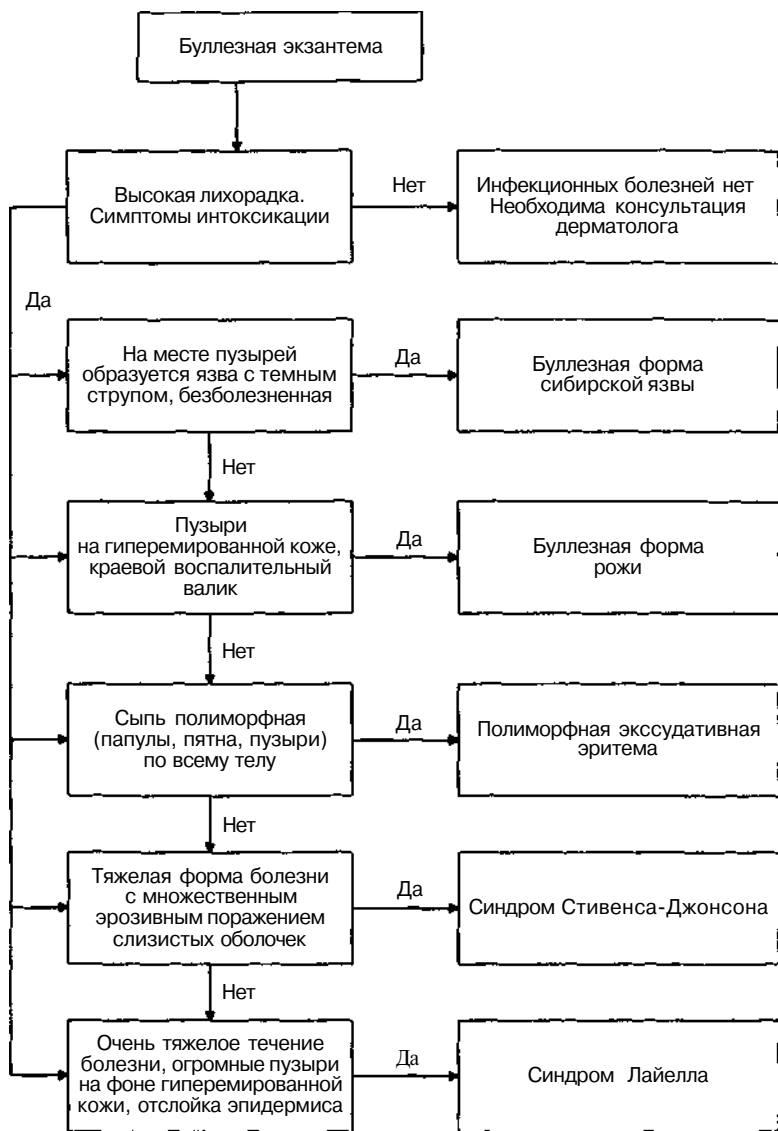 Буллезная экзантема
Высокая лихорадка.
Симптомы интоксикации
Нет
Инфекционных болезней нет
Необходима консультация
дерматолога
Да
На месте пузырей
образуется язва с темным
струпом, безболезненная
Да
Буллезная форма
сибирской язвы
Нет
Пузыри
на гиперемированной коже,
краевой воспалительный
валик
Да
Буллезная форма
рожи
Нет
Сыпь полиморфная
(папулы, пятна, пузыри)
по всему телу
Да
Полиморфная экссудативная
эритема
Нет
Тяжелая форма болезни
с множественным
эрозивным поражением
слизистых оболочек
Да
Синдром Стивенса-Джонсона
Нет
Очень тяжелое течение
болезни, огромные пузыри
на фоне гиперемированной
кожи, отслойка эпидермиса
Да
Синдром Лайелла